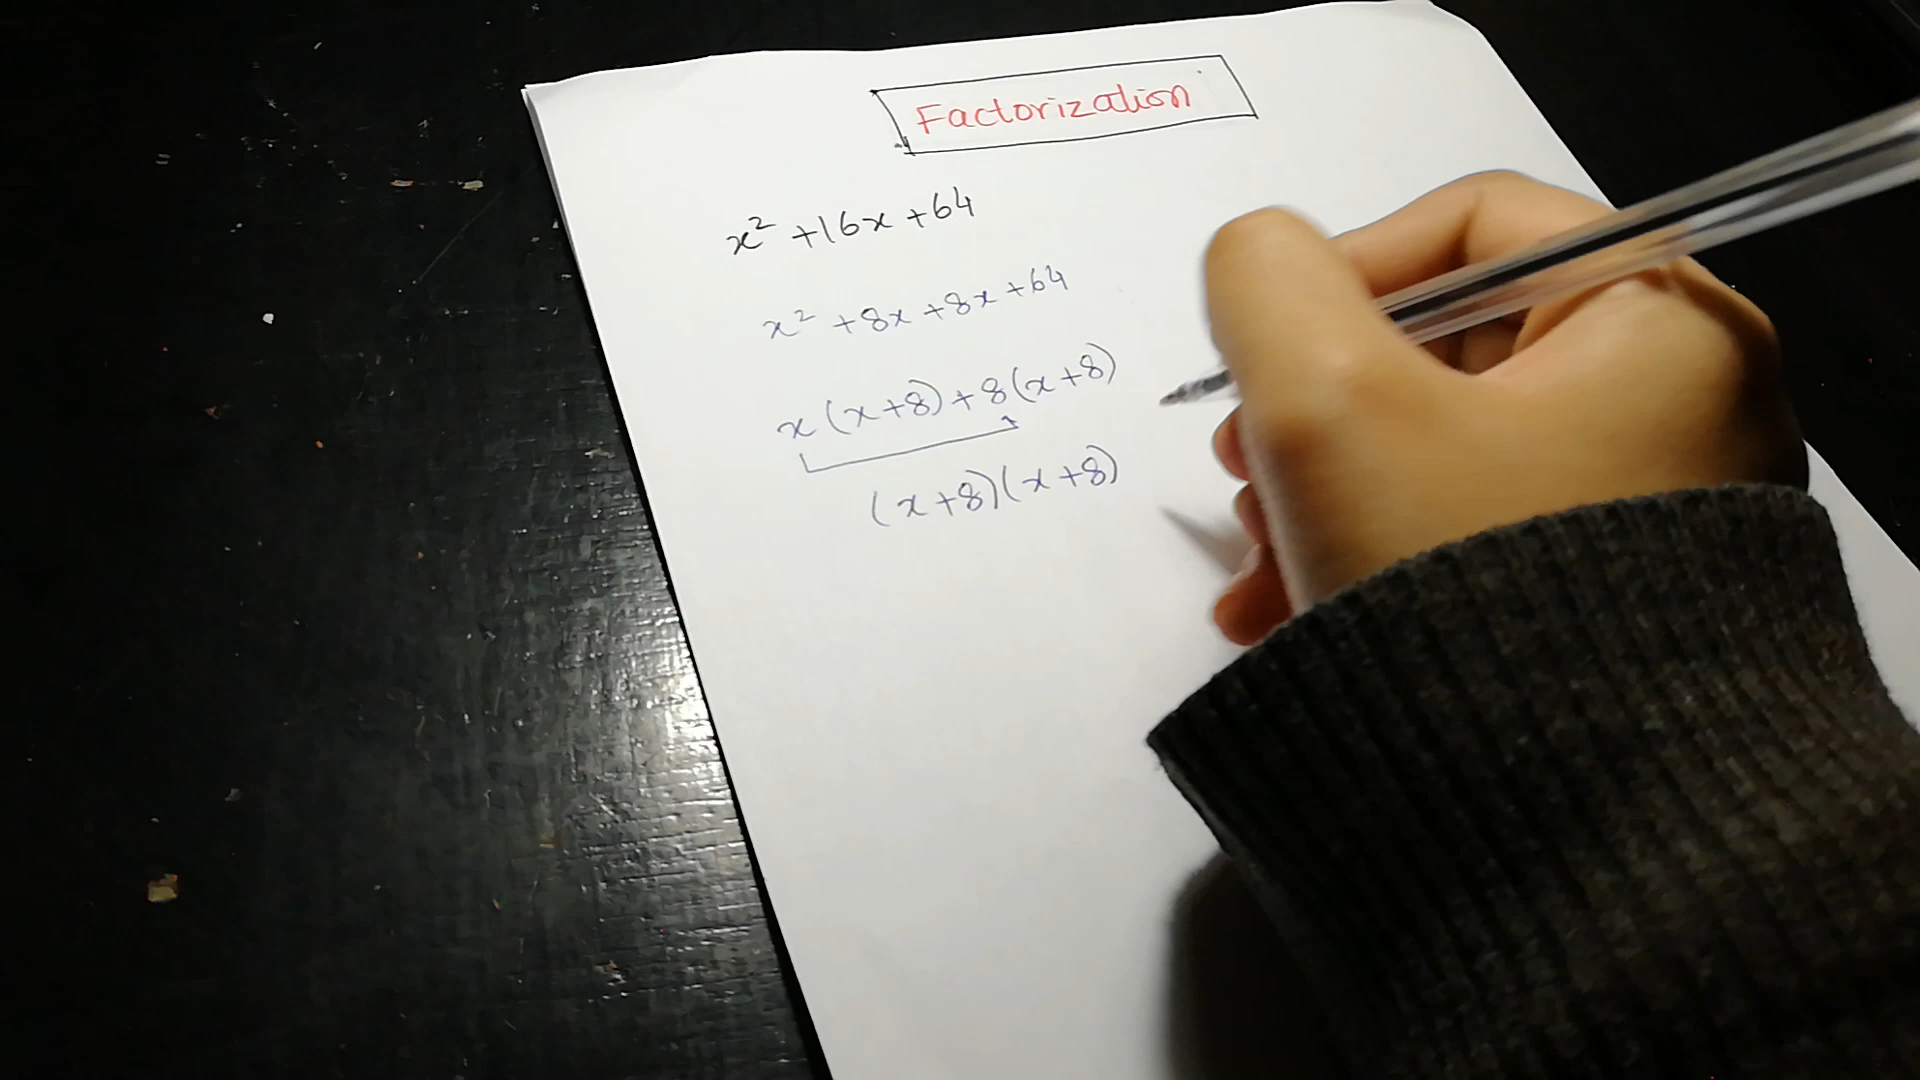 Factorization
x² +16x +64
x² +8x +8x +64
x(x+8)+8(x+8)
(x+8)(x+8)